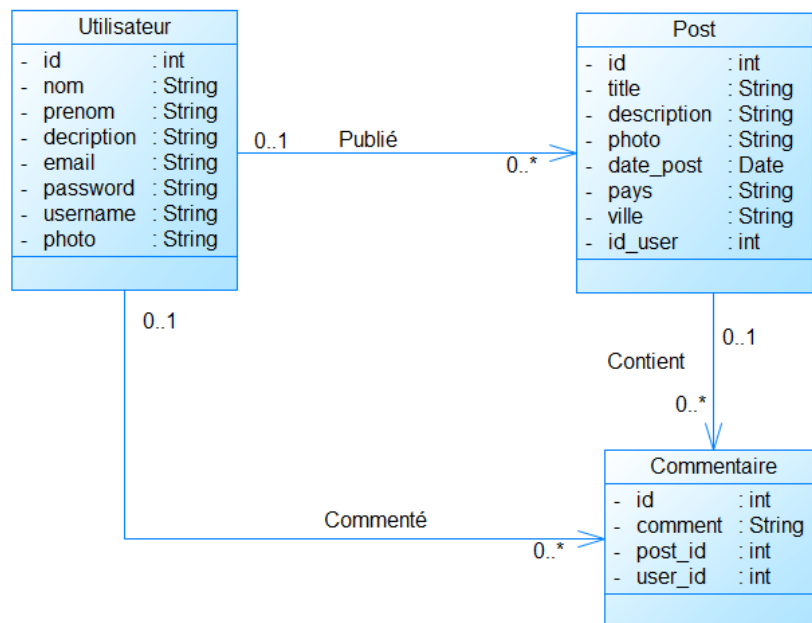 Utilisateur
- id : int
- nom : String
- prenom : String
- decription : String
- email : String
- password : String
- username : String
- photo : String
0..1
Publié
0..*
Post
- id : int
- title : String
- description : String
- photo : String
- date_post : Date
- pays : String
- ville : String
- id_user : int
0..1
0..1
Contient
0..*
Commenté
0..*
Commentaire
- id : int
- comment : String
- post_id : int
- user_id : int